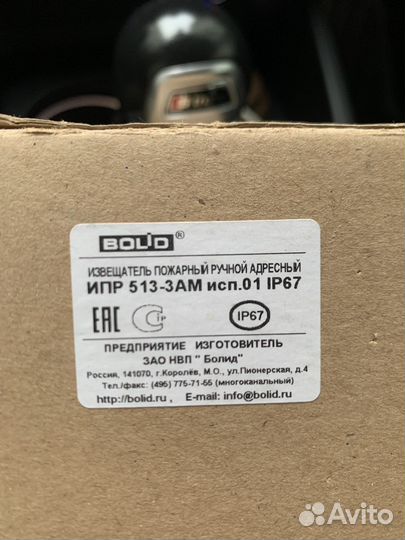 BOLID®
ИЗВЕЩАТЕЛЬ ПОЖАРНЫЙ РУЧНОЙ АДРЕСНЫЙ
ИПР 513-3АМ исп.01 IP67
EAC ТР IP67
ПРЕДПРИЯТИЕ ИЗГОТОВИТЕЛЬ
ЗАО НВП " Болид"
Россия, 141070, г.Королёв, М.О., ул.Пионерская, д.4
Тел./факс: (495) 775-71-55 (многоканальный)
http://bolid.ru , E-mail: info@bolid.ru
Avito